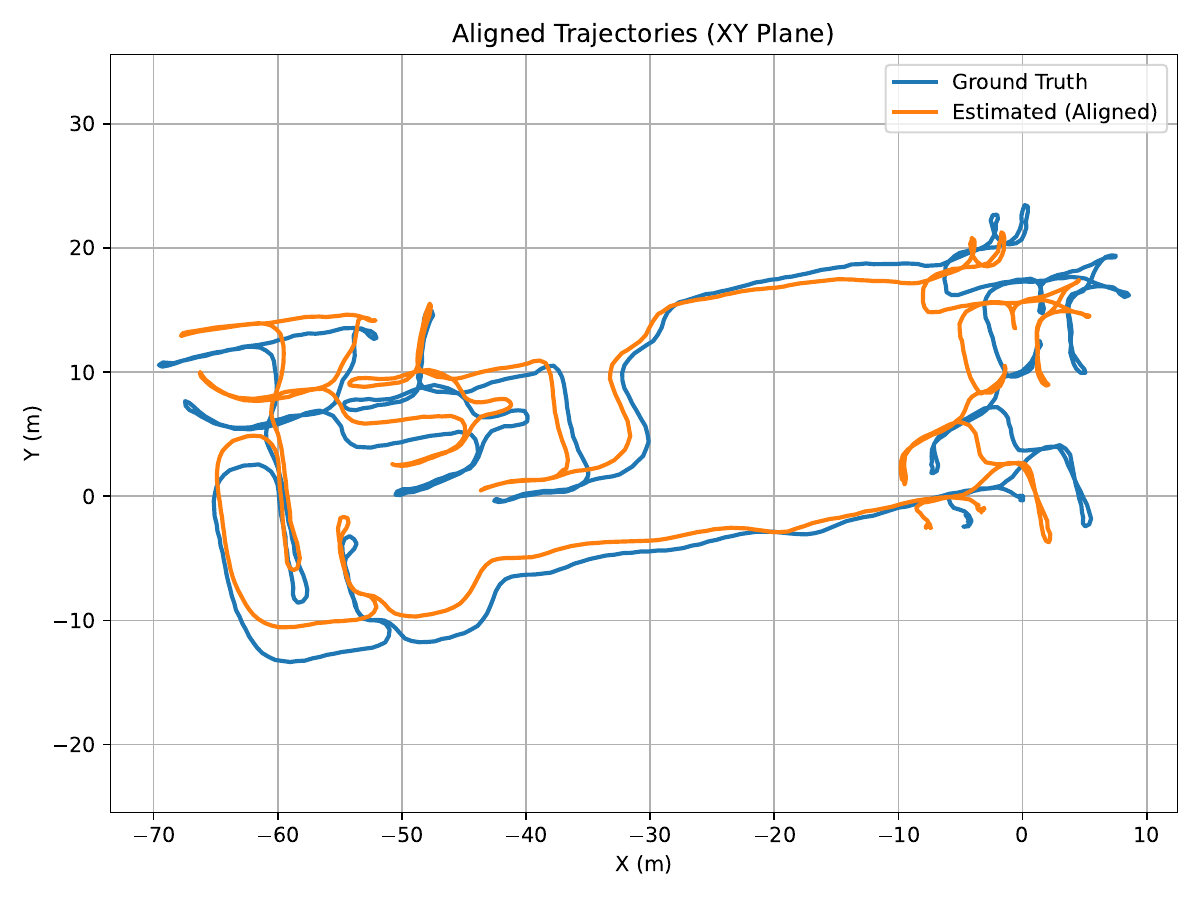 Aligned Trajectories (XY Plane)
Ground Truth
Estimated (Aligned)
Y (m)
30
20
10
0
−10
−20
−70 −60 −50 −40 −30 −20 −10 0 10
X (m)